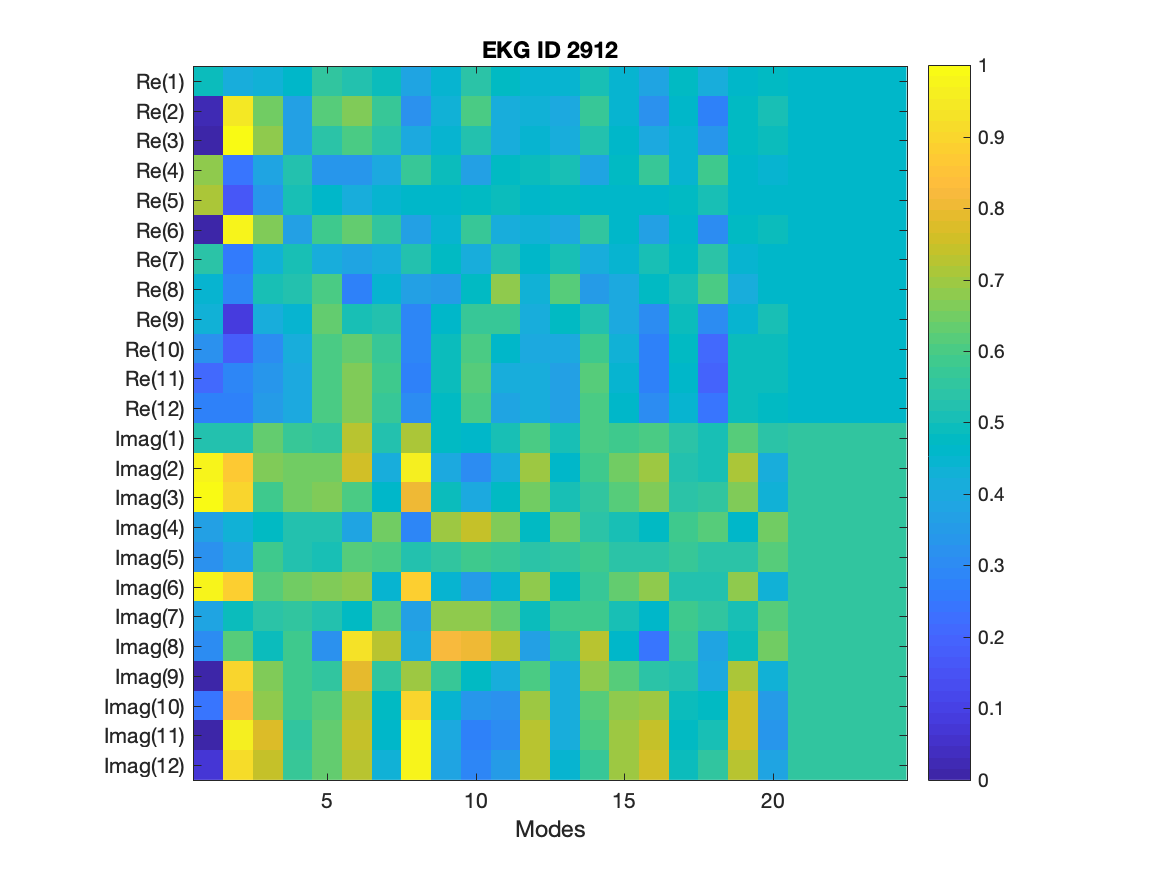 EKG ID 2912
Re(1)
Re(2)
Re(3)
Re(4)
Re(5)
Re(6)
Re(7)
Re(8)
Re(9)
Re(10)
Re(11)
Re(12)
Imag(1)
Imag(2)
Imag(3)
Imag(4)
Imag(5)
Imag(6)
Imag(7)
Imag(8)
Imag(9)
Imag(10)
Imag(11)
Imag(12)
5 10 15 20
Modes
1
0.9
0.8
0.7
0.6
0.5
0.4
0.3
0.2
0.1
0